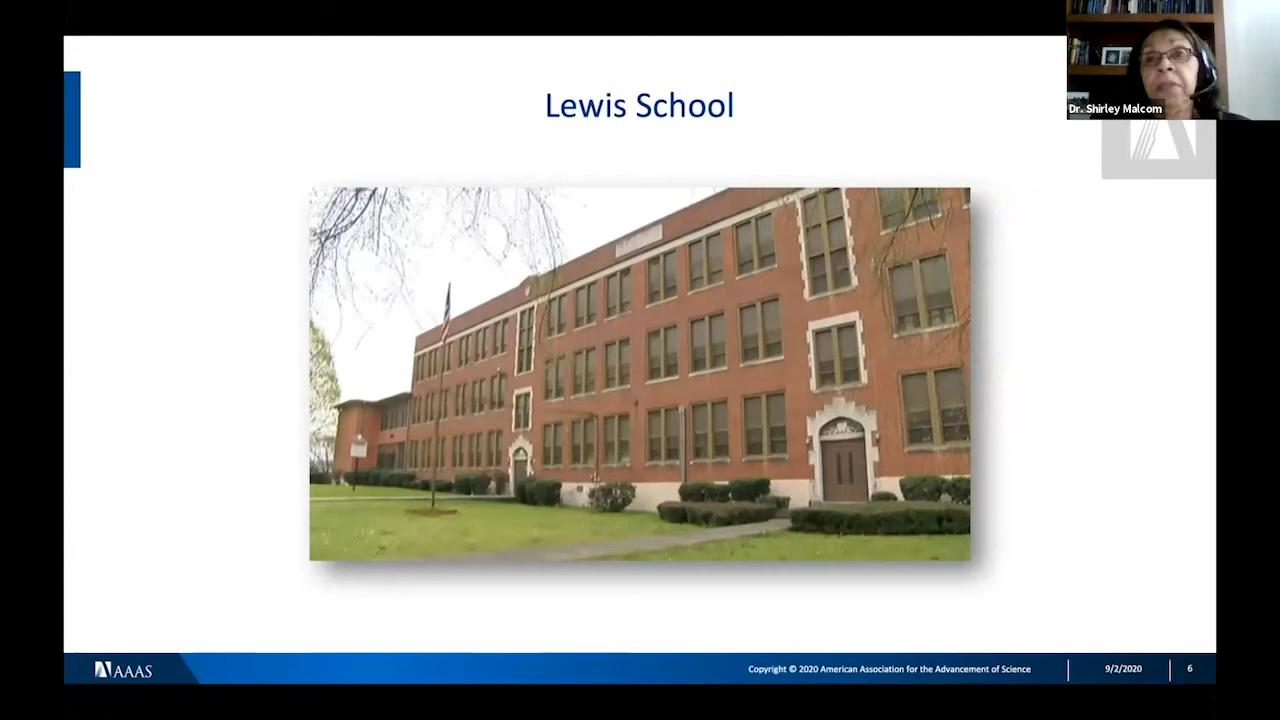 Lewis School
Dr. Shirley Malcom
AAAS
Copyright © 2020 American Association for the Advancement of Science
9/2/2020
6